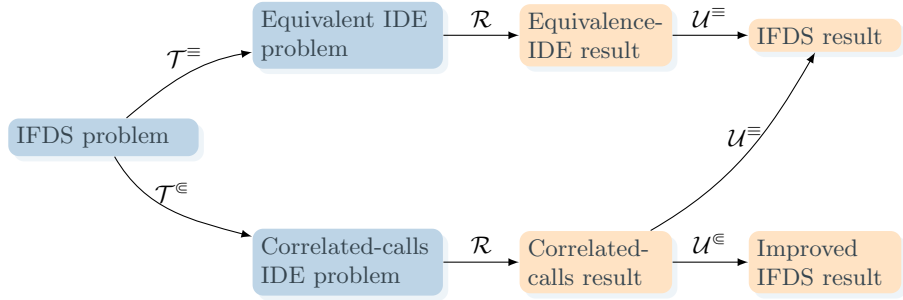 Equivalent IDE
problem
𝓡
Equivalence-
IDE result
𝓤≡
IFDS result
𝓣≡
IFDS problem
𝓣⋐
𝓤≡
Correlated-calls
IDE problem
𝓡
Correlated-
calls result
𝓤⋐
Improved
IFDS result